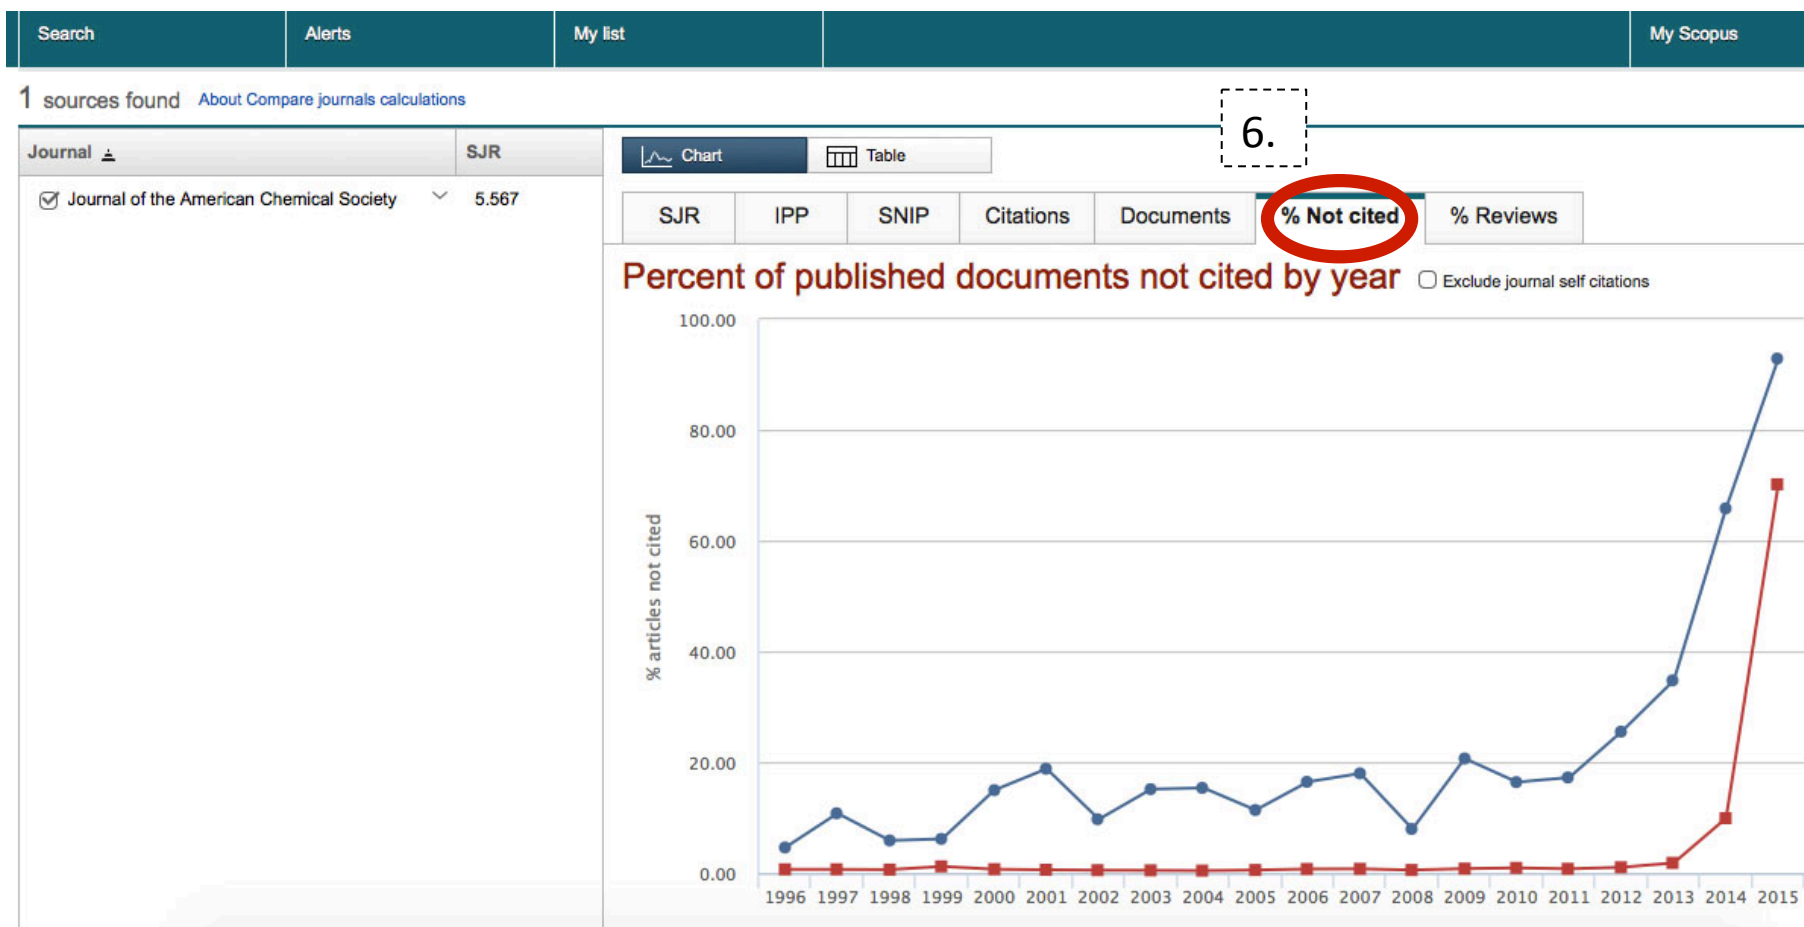 Search Alerts My list My Scopus
1 sources found About Compare journals calculations
6.
Journal SJR
Chart Table
Journal of the American Chemical Society 5.567
SJR IPP SNIP Citations Documents % Not cited % Reviews
Percent of published documents not cited by year Exclude journal self citations
100.00
80.00
60.00
40.00
20.00
0.00
% articles not cited
1996 1997 1998 1999 2000 2001 2002 2003 2004 2005 2006 2007 2008 2009 2010 2011 2012 2013 2014 2015